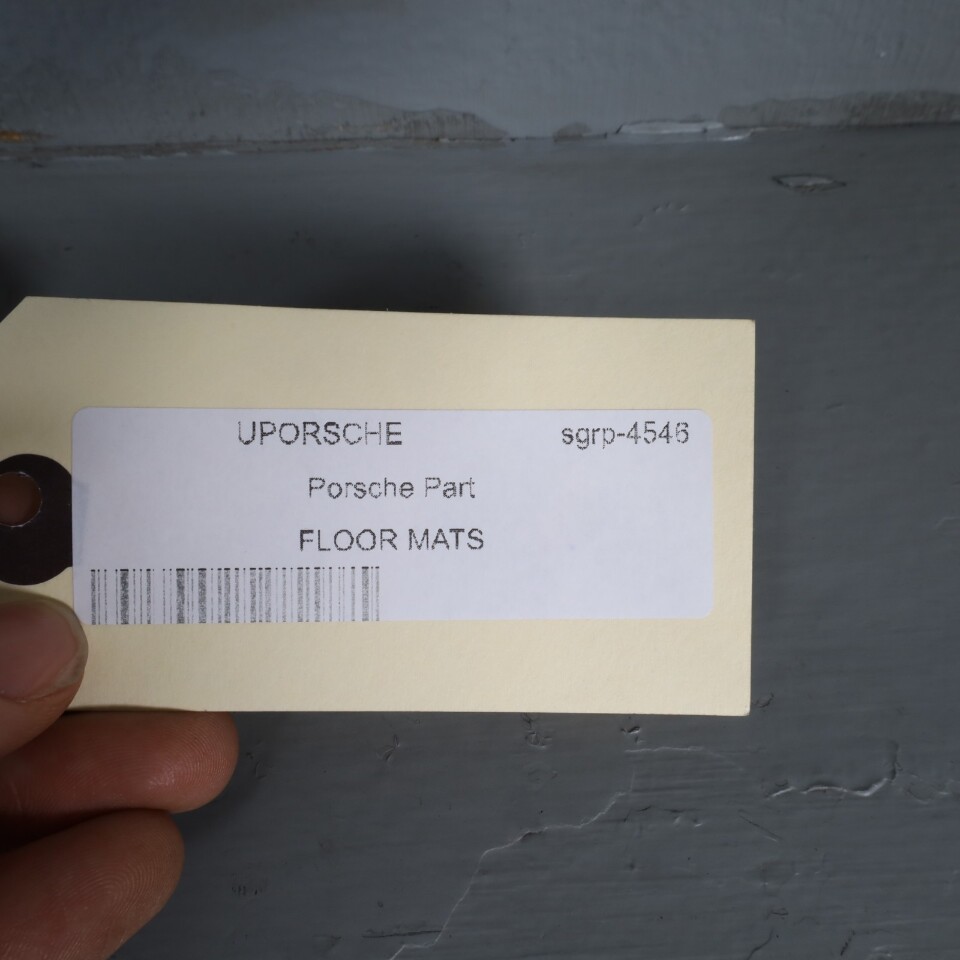 UPORSCHE sgrp-4546
Porsche Part
FLOOR MATS